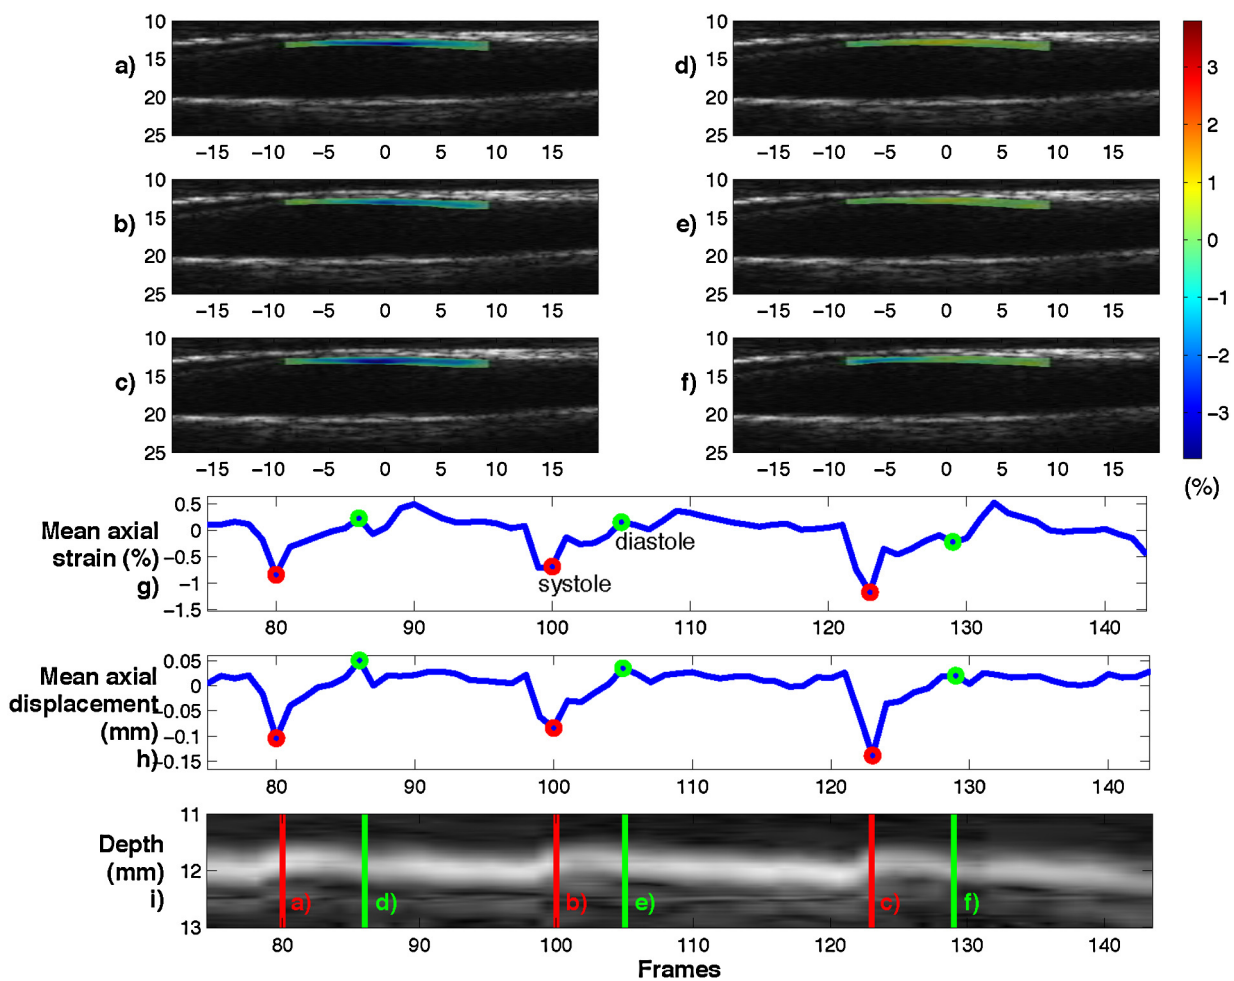 10
15
a)
20
25
−15 −10 −5 0 5 10 15
10
15
d)
20
25
−15 −10 −5 0 5 10 15
10
15
b)
20
25
−15 −10 −5 0 5 10 15
10
15
e)
20
25
−15 −10 −5 0 5 10 15
10
15
c)
20
25
−15 −10 −5 0 5 10 15
10
15
f)
20
25
−15 −10 −5 0 5 10 15
3
2
1
0
−1
−2
−3
(%)
Mean axial
strain (%)
g)
0.5
0
−0.5
−1
−1.5
systole
diastole
80 90 100 110 120 130 140
Mean axial
displacement
(mm)
h)
0.05
0
−0.05
−0.1
−0.15
80 90 100 110 120 130 140
Depth
(mm)
i)
11
12
13
a) d) b) e) c) f)
80 90 100 110 120 130 140
Frames